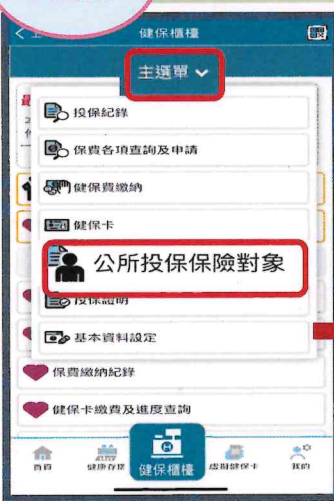 健保櫃檯
主選單
投保紀錄
保費各項查詢及申請
健保費繳納
健保卡
公所投保保險對象
投保證明
基本資料設定
保費繳納紀錄
健保卡繳費及進度查詢
首頁
健康存摺
健保櫃檯
虛擬健保卡
我的